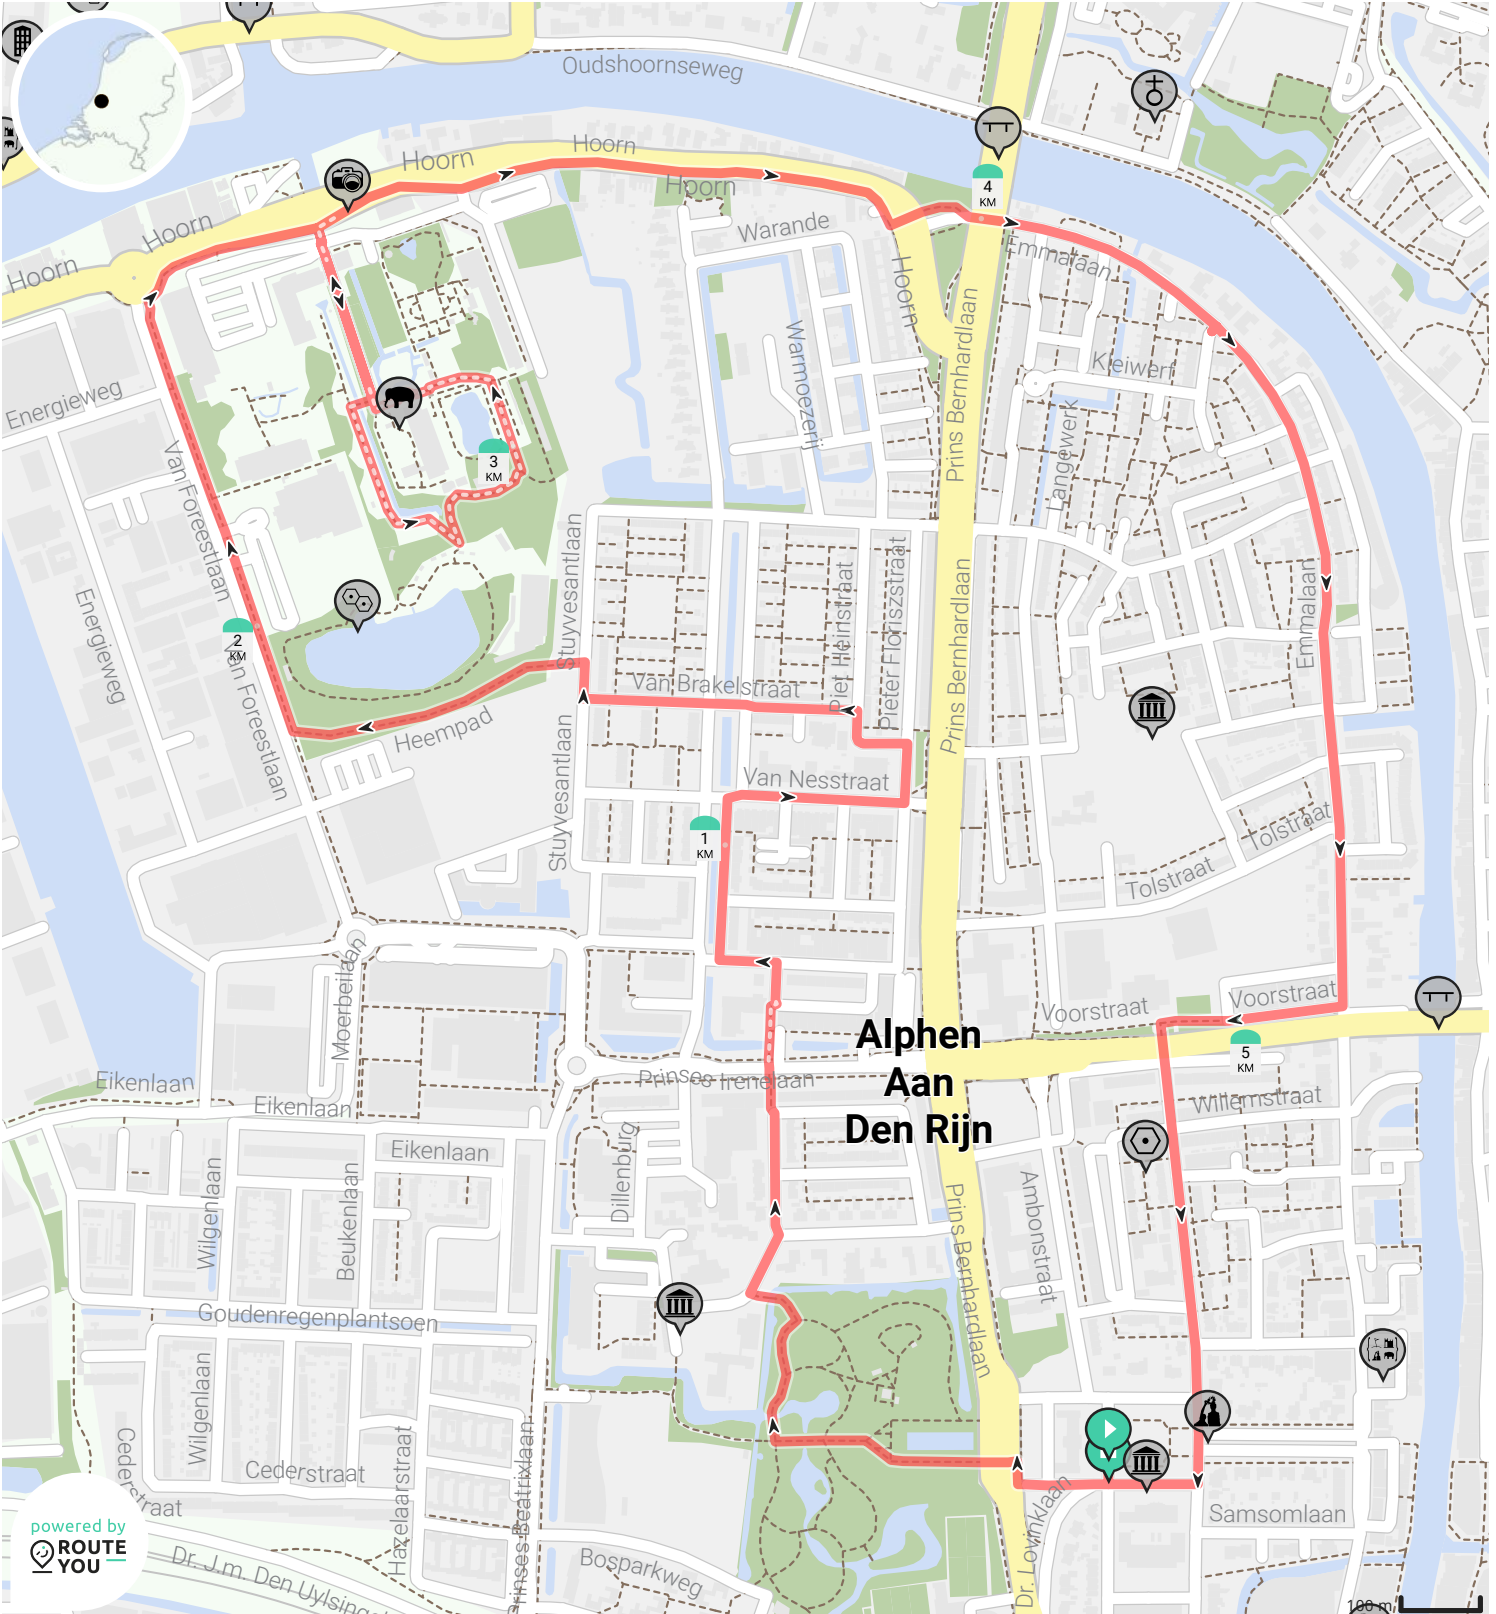 Oudshoornseweg
Hoorn
Hoorn
Hoorn
Hoorn
Hoorn
4
KM
Warande
Emmalaan
Hoorn
Prins Bernhardlaan
Warmoezerij
Kleiwerf
Langewerk
Energieweg
Van Foreestlaan
3
KM
Stuyvesantlaan
Piet Heinstraat
Pieter Floriszstraat
Prins Bernhardlaan
Emmalaan
Energieweg
2
KM
Van Foreestlaan
Van Brakelstraat
Heempad
Stuyvesantlaan
Van Nesstraat
1
KM
Tolstraat
Tolstraat
Moerbeilaan
Voorstraat
Voorstraat
Alphen
Aan
Den Rijn
5
KM
Prinses Irenelaan
Eikenlaan
Eikenlaan
Eikenlaan
Willemstraat
Dillenburg
Wilgenlaan
Beukenlaan
Ambonstraat
Prins Bernhardlaan
Goudenregenplantsoen
Wilgenlaan
Cederstraat
Cederstraat
Hazelaarstraat
Prinses Beatrixlaan
Dr. Lovinklaan
Samsomlaan
Bosparkweg
Dr. J.m. Den Uylsingel
powered by
ROUTE
YOU
100 m